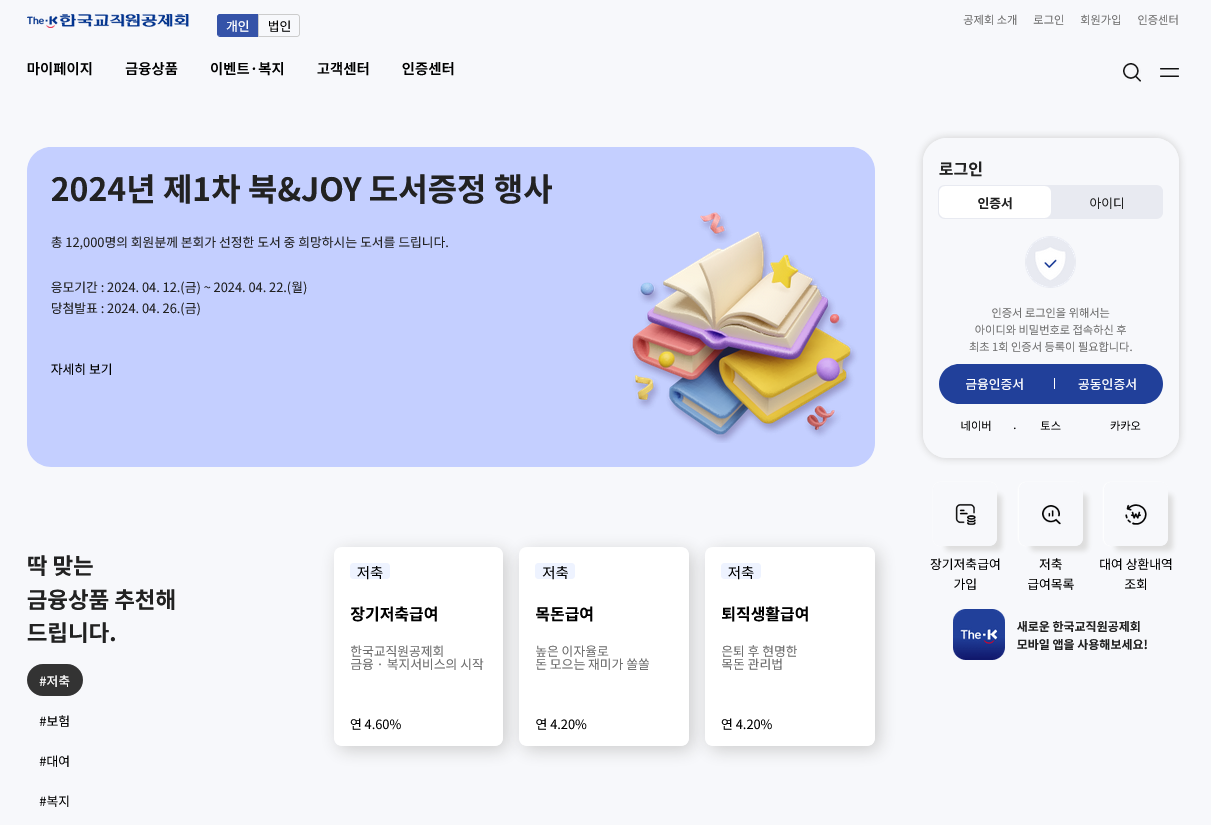 The-K 한국교직원공제회
개인 법인
공제회 소개 로그인 회원가입 인증센터
마이페이지 금융상품 이벤트·복지 고객센터 인증센터
2024년 제1차 북&JOY 도서증정 행사
총 12,000명의 회원분께 본회가 선정한 도서 중 희망하시는 도서를 드립니다.
응모기간 : 2024. 04. 12.(금) ~ 2024. 04. 22.(월)
당첨발표 : 2024. 04. 26.(금)
자세히 보기
로그인
인증서 아이디
인증서 로그인을 위해서는
아이디와 비밀번호로 접속하신 후
최초 1회 인증서 등록이 필요합니다.
금융인증서 | 공동인증서
네이버 . 토스 카카오
장기저축급여
가입
저축
급여목록
대여 상환내역
조회
The-K
새로운 한국교직원공제회
모바일 앱을 사용해보세요!
딱 맞는
금융상품 추천해
드립니다.
#저축
#보험
#대여
#복지
저축
장기저축급여
한국교직원공제회
금융 · 복지서비스의 시작
연 4.60%
저축
목돈급여
높은 이자율로
돈 모으는 재미가 쏠쏠
연 4.20%
저축
퇴직생활급여
은퇴 후 현명한
목돈 관리법
연 4.20%